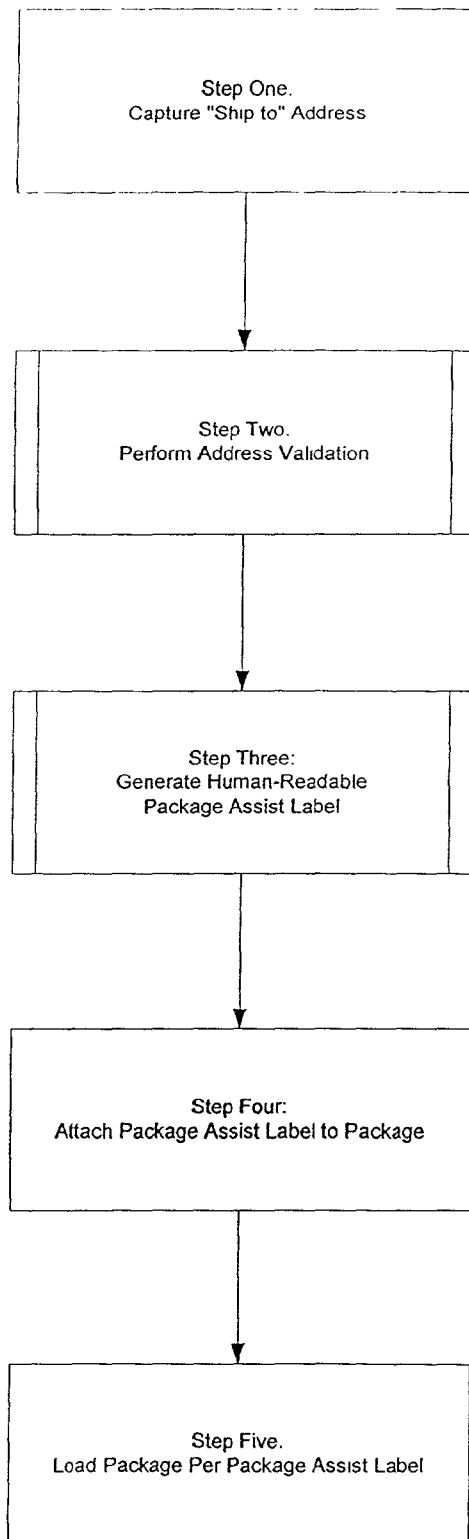 Step One.
Capture "Ship to" Address
Step Two.
Perform Address Validation
Step Three:
Generate Human-Readable
Package Assist Label
Step Four:
Attach Package Assist Label to Package
Step Five.
Load Package Per Package Assist Label